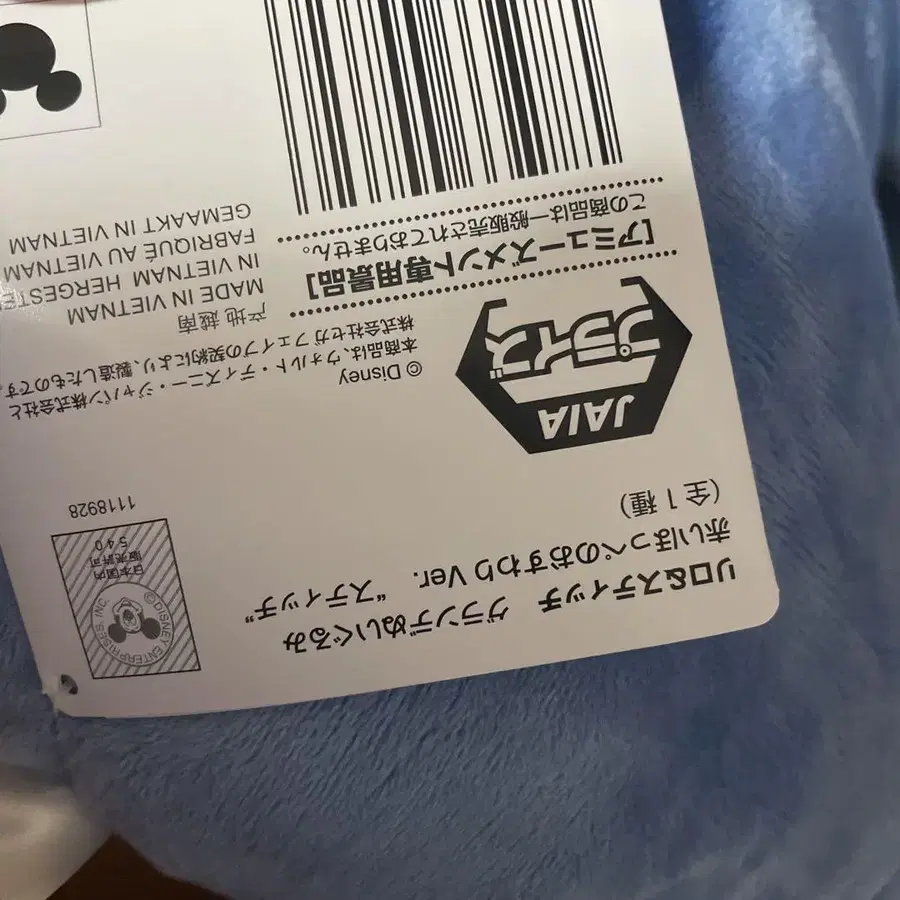 リロ&スティッチ　グランデぬいぐるみ
赤いほっぺのおすわり Ver.　“スティッチ”
（全1種）
©DISNEY ENTERPRISES, INC.
日本国内
販売許可
540
1118928
JAIA
プライズ
© Disney
本商品は、ウォルト・ディズニー・ジャパン株式会社と
株式会社セガフェイブの契約により、製造したものです。
产地 越南
MADE IN VIETNAM
IN VIETNAM HERGESTE
FABRIQUÉ AU VIETNAM
GEMAAKT IN VIETNAM
［アミューズメント専用景品］
この商品は一般販売されておりません。